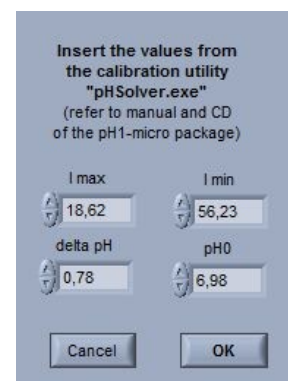 Insert the values from
the calibration utility
"pHSolver.exe"
(refer to manual and CD
of the pH1-micro package)
I max I min
18,62 56,23
delta pH pH0
0,78 6,98
Cancel OK